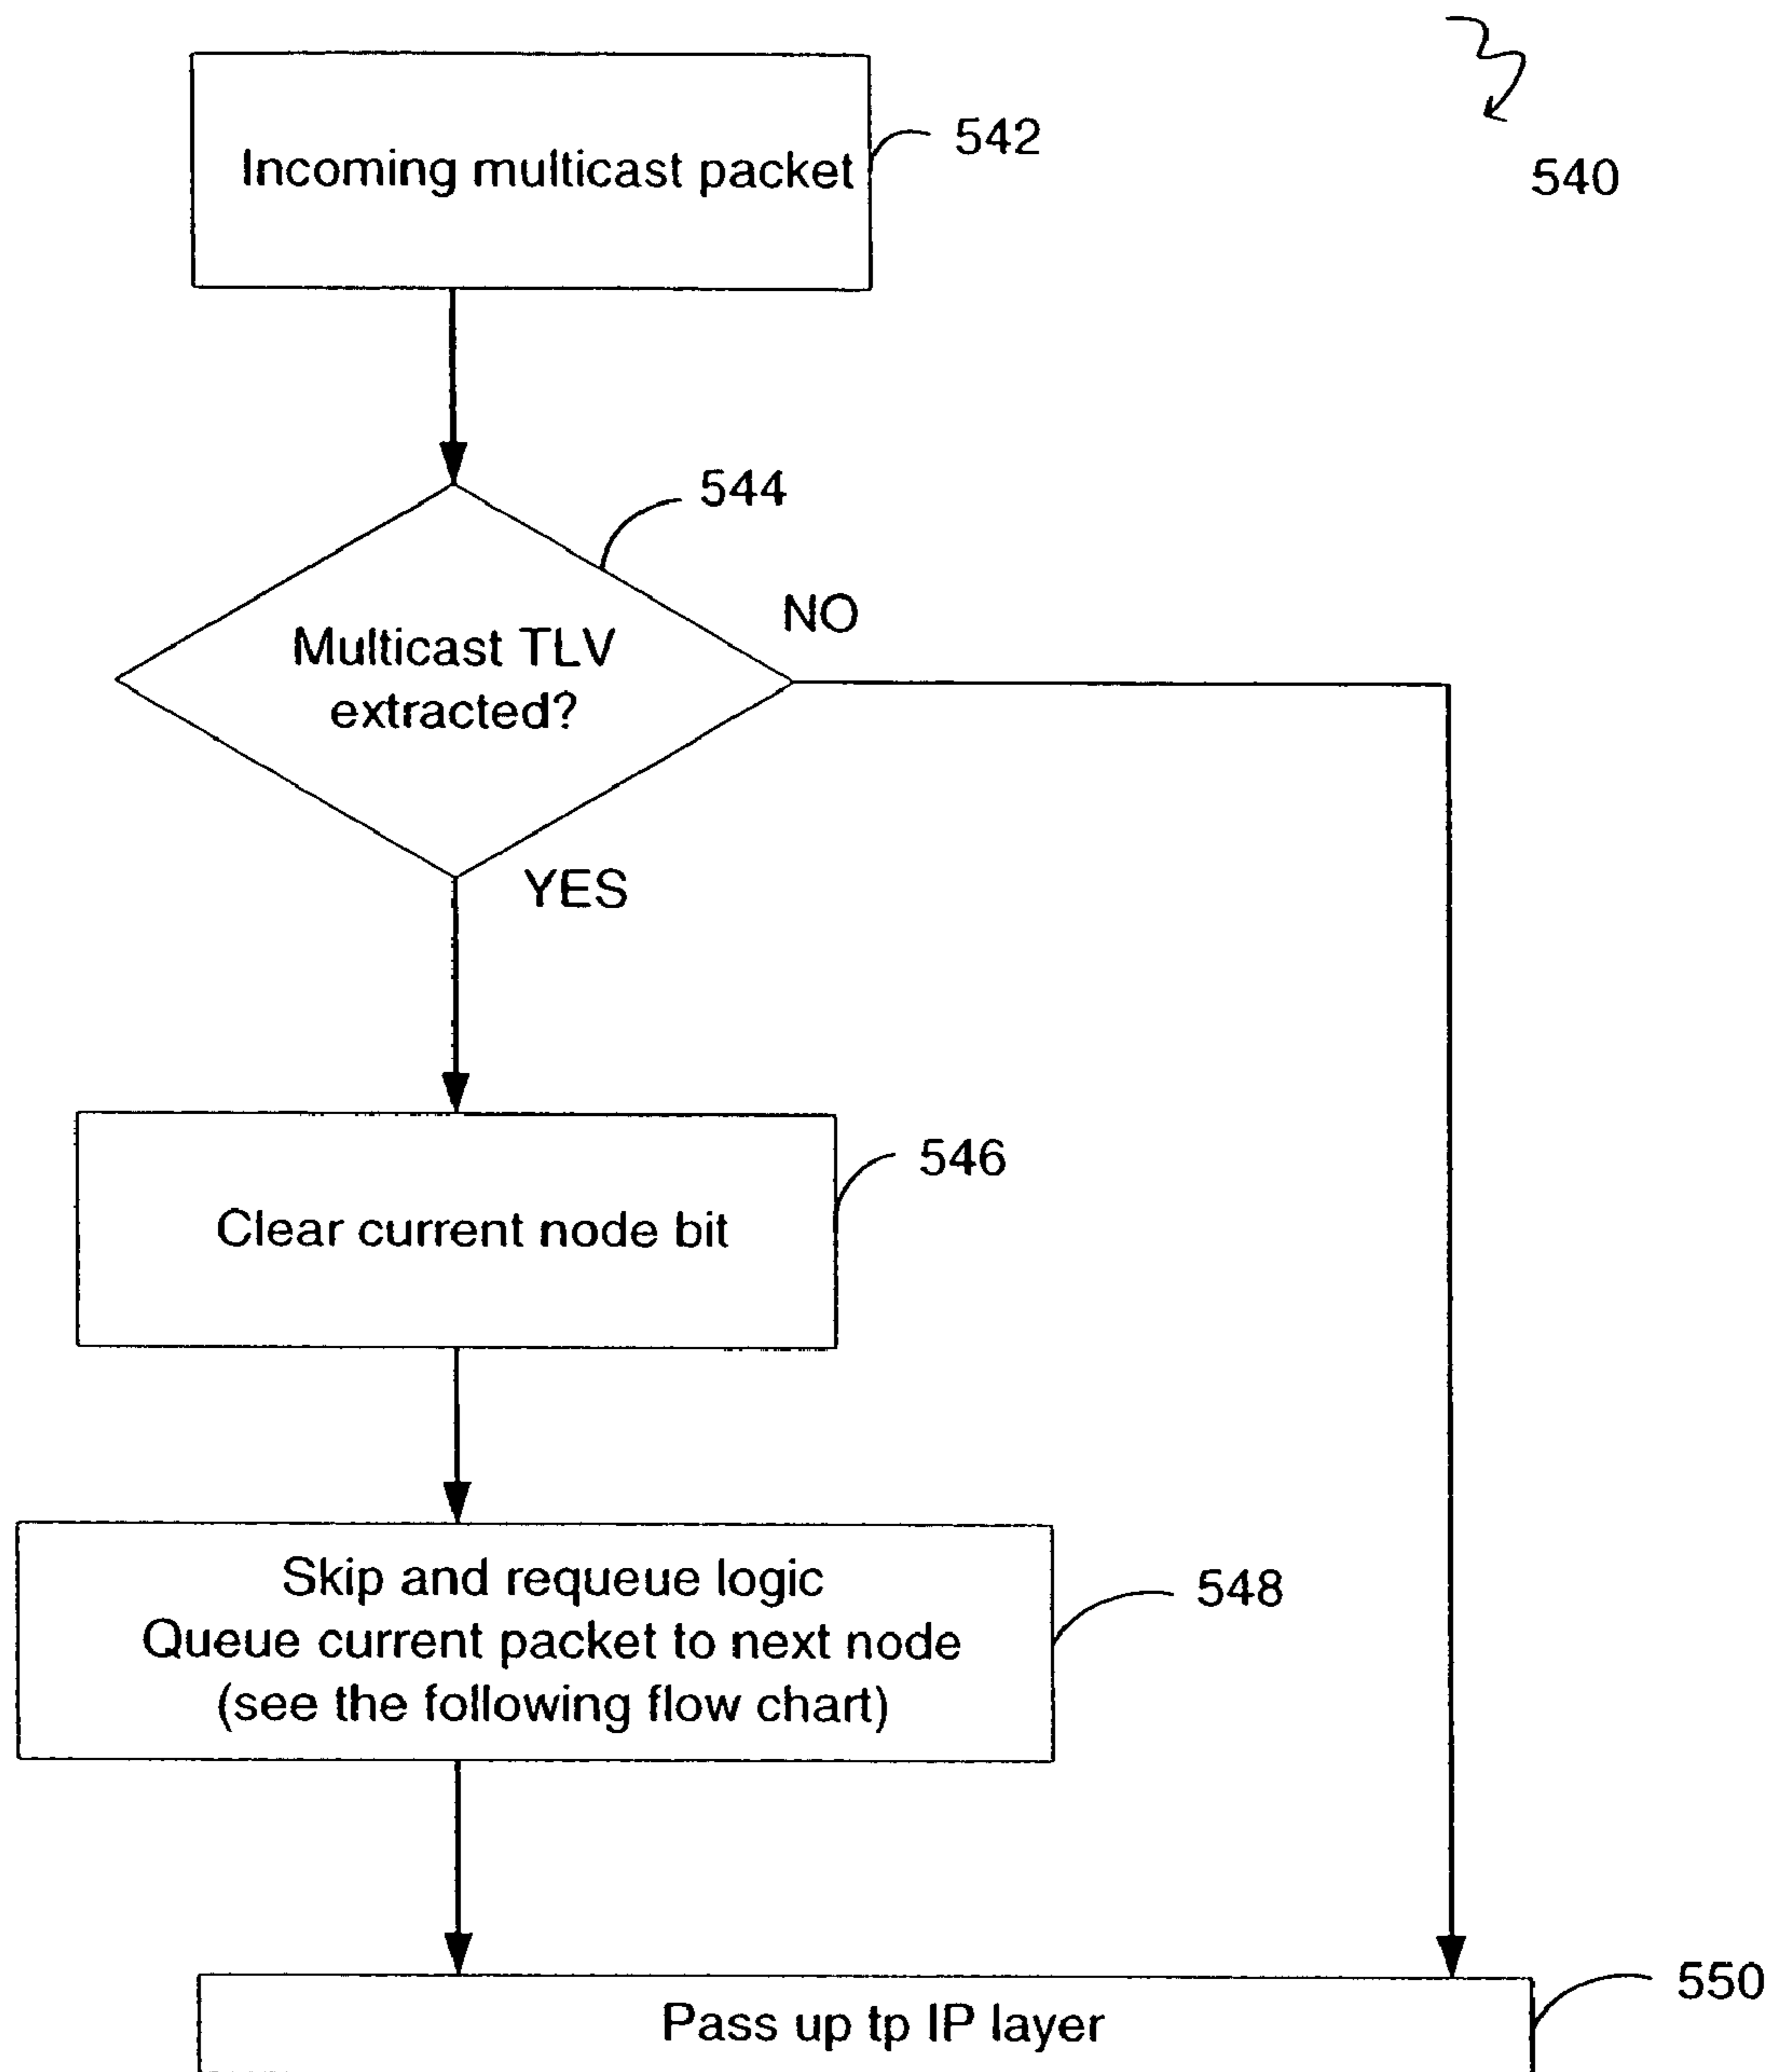 542
Incoming multicast packet
540
544
NO
Multicast TLV
extracted?
YES
546
Clear current node bit
Skip and requeue logic
548
Queue current packet to next node
(see the following flow chart)
550
Pass up tp IP layer